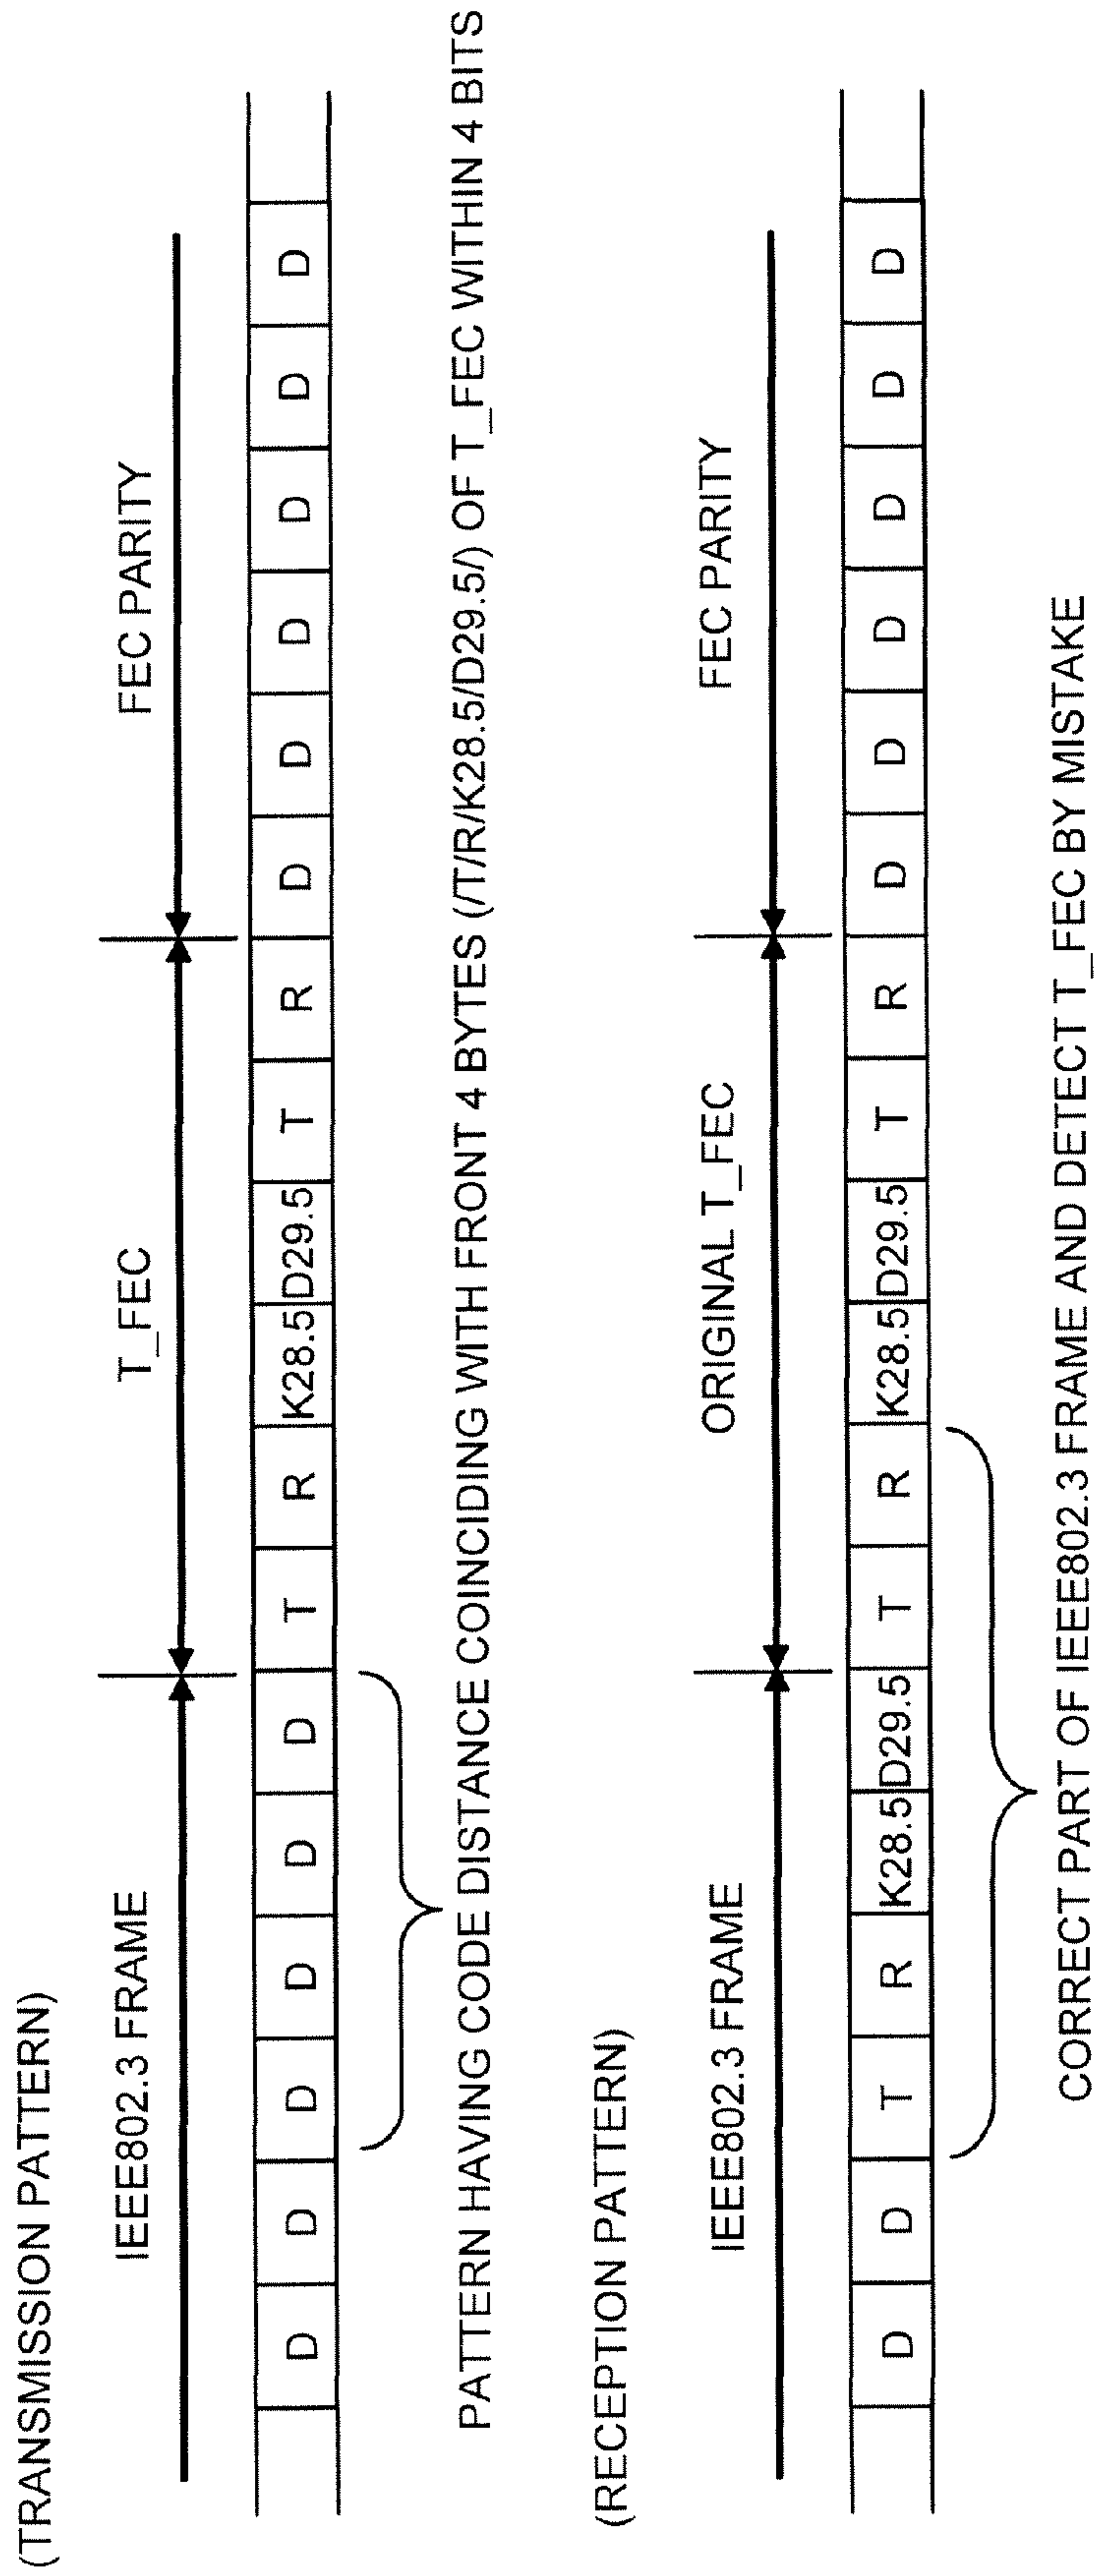 (TRANSMISSION PATTERN)
IEEE802.3 FRAME T_FEC FEC PARITY
D D D D D D T R K28.5 D29.5 T R D D D D D D
PATTERN HAVING CODE DISTANCE COINCIDING WITH FRONT 4 BYTES (/T/R/K28.5/D29.5/) OF T_FEC WITHIN 4 BITS
(RECEPTION PATTERN)
IEEE802.3 FRAME ORIGINAL T_FEC FEC PARITY
D D T R K28.5 D29.5 T R K28.5 D29.5 T R D D D D D D
CORRECT PART OF IEEE802.3 FRAME AND DETECT T_FEC BY MISTAKE